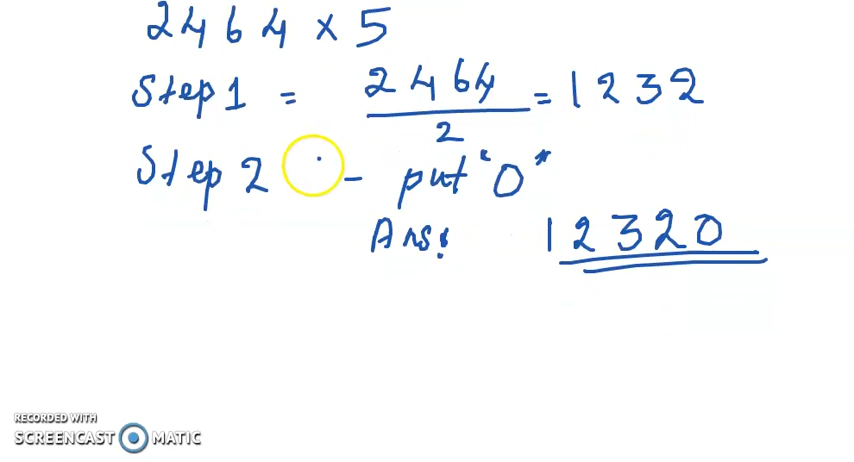 2464 × 5
Step 1 = 2464/2 = 1232
Step 2 - put "0"
Ans: 12320
RECORDED WITH
SCREENCAST MATIC